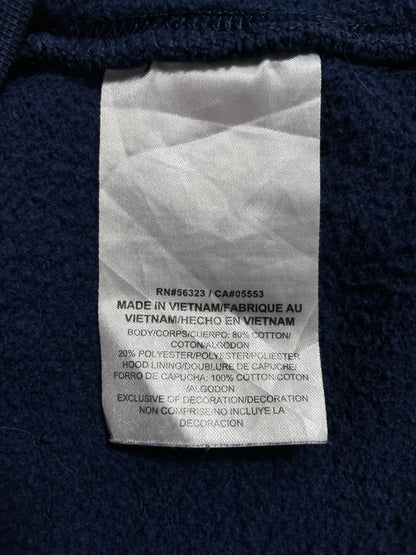 RN#56323 / CA#05553
MADE IN VIETNAM/FABRIQUE AU
VIETNAM/HECHO EN VIETNAM
BODY/CORPS/CUERPO: 80% COTTON/
COTON/ALGODON
20% POLYESTER/POLYESTER/POLIESTER
HOOD LINING/DOUBLURE DE CAPUCHE/
FORRO DE CAPUCHA: 100% COTTON/COTON
/ALGODON
EXCLUSIVE OF DECORATION/DECORATION
NON COMPRISE/NO INCLUYE LA
DECORACION